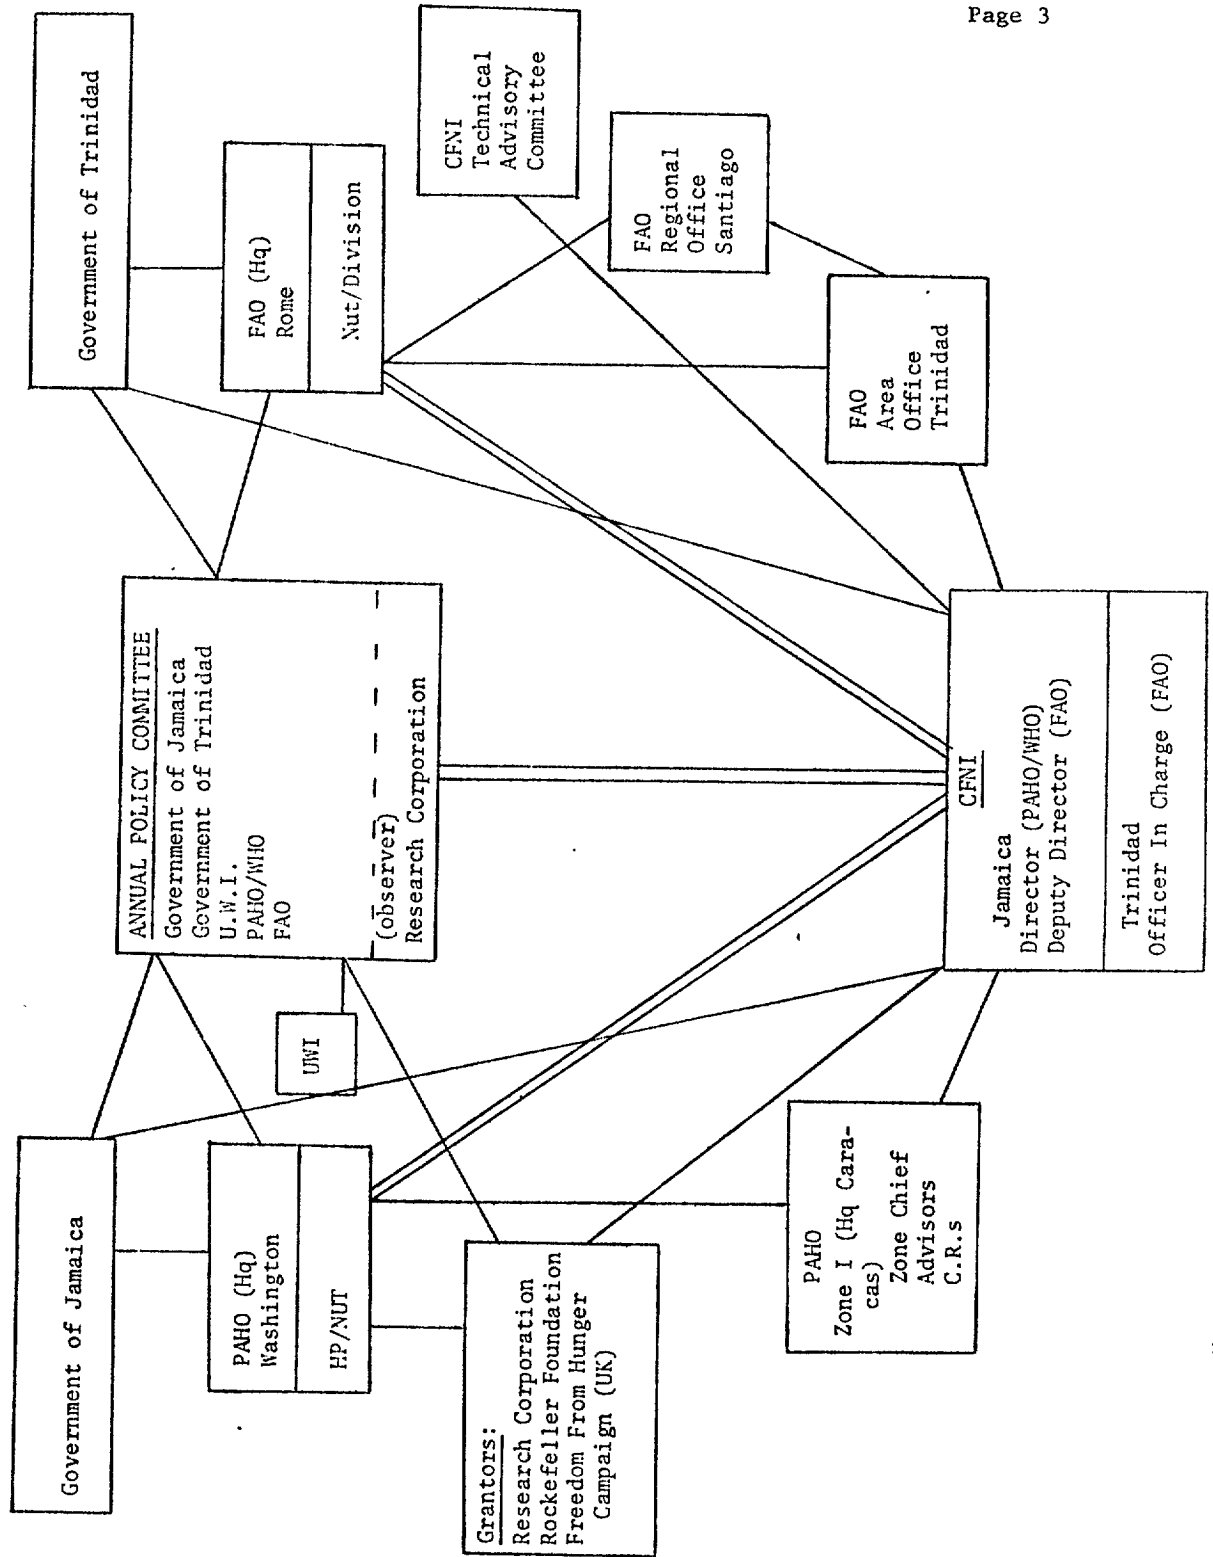 Page 3
Government of Jamaica
Government of Trinidad
PAHO (Hq)
Washington
HP/NUT
UWI
ANNUAL POLICY COMMITTEE
Government of Jamaica
Government of Trinidad
U.W.I.
PAHO/WHO
FAO
(observer)
Research Corporation
FAO (Hq)
Rome
Nut/Division
Grantors:
Research Corporation
Rockefeller Foundation
Freedom From Hunger
Campaign (UK)
CFNI
Technical
Advisory
Committee
FAO
Regional
Office
Santiago
PAHO
Zone I (Hq Cara-
cas)
Zone Chief
Advisors
C.R.s
FAO
Area
Office
Trinidad
CFNI
Jamaica
Director (PAHO/WHO)
Deputy Director (FAO)
Trinidad
Officer In Charge (FAO)